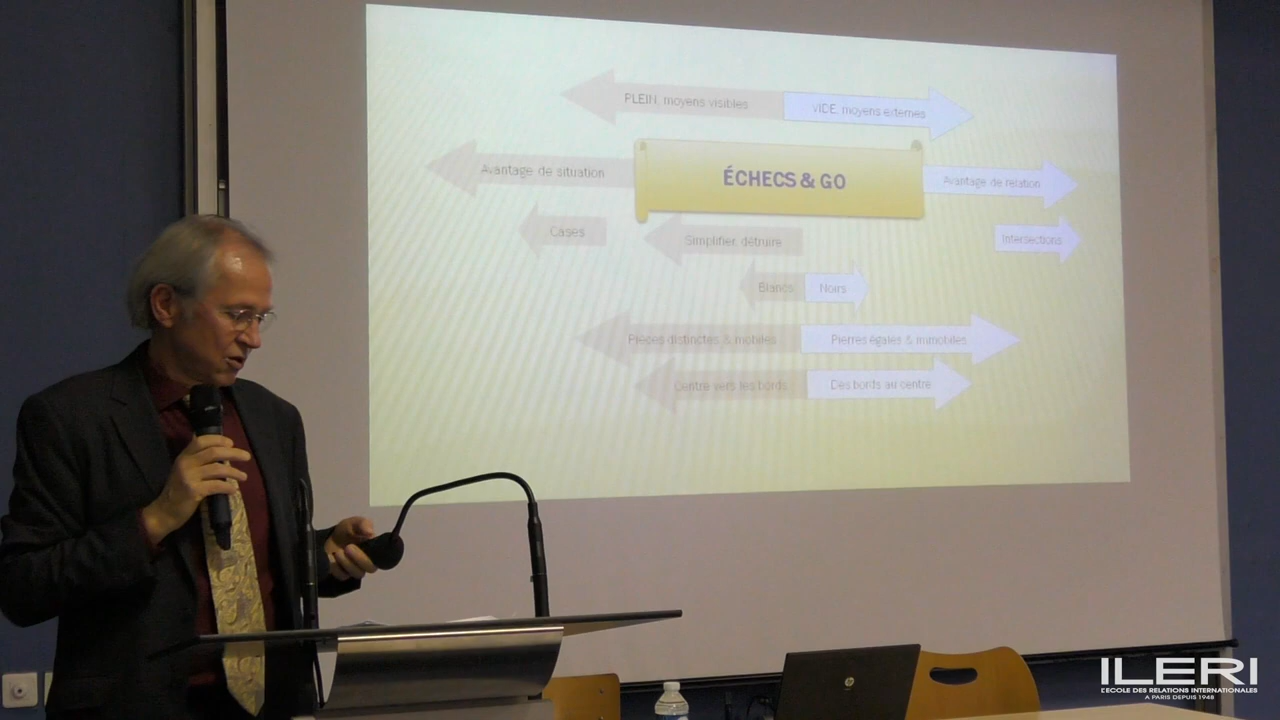 PLEIN, moyens visibles
VIDE, moyens externes
ÉCHECS & GO
Avantage de situation
Avantage de relation
Cases
Simplifier, détruire
Intersections
Blancs
Noirs
Pièces distinctes & mobiles
Pierres égales & immobiles
Centre vers les bords
Des bords au centre
hp
ILERI
L'ECOLE DES RELATIONS INTERNATIONALES
A PARIS DEPUIS 1948